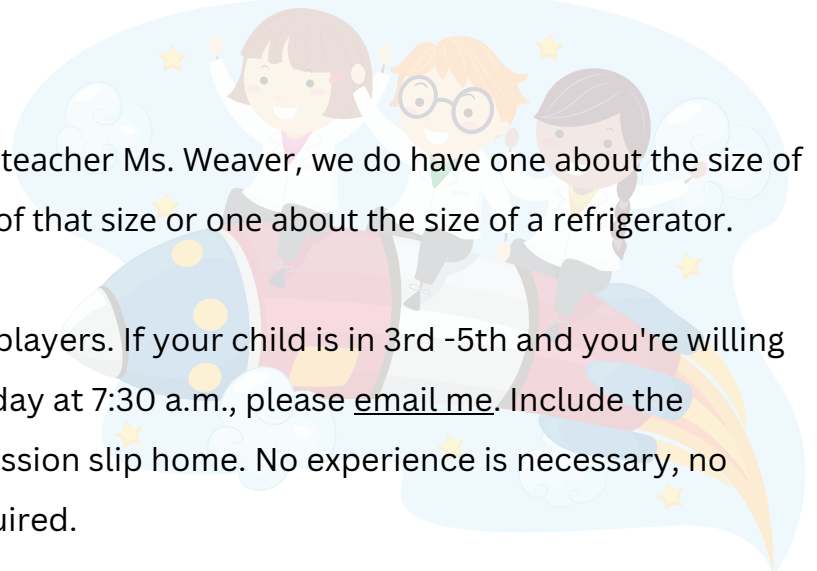 teacher Ms. Weaver, we do have one about the size of
of that size or one about the size of a refrigerator.
players. If your child is in 3rd -5th and you're willing
day at 7:30 a.m., please email me. Include the
ssion slip home. No experience is necessary, no
uired.